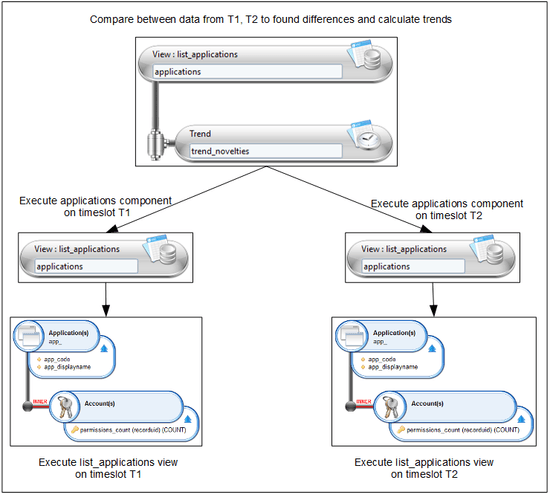 Compare between data from T1, T2 to found differences and calculate trends
View : list_applications
applications
Trend
trend_novelties
Execute applications component
on timeslot T1
Execute applications component
on timeslot T2
View : list_applications
applications
View : list_applications
applications
Application(s)
app_
app_code
app_displayname
INNER
Account(s)
permissions_count (recorduid) (COUNT)
Application(s)
app_
app_code
app_displayname
INNER
Account(s)
permissions_count (recorduid) (COUNT)
Execute list_applications view
on timeslot T1
Execute list_applications view
on timeslot T2